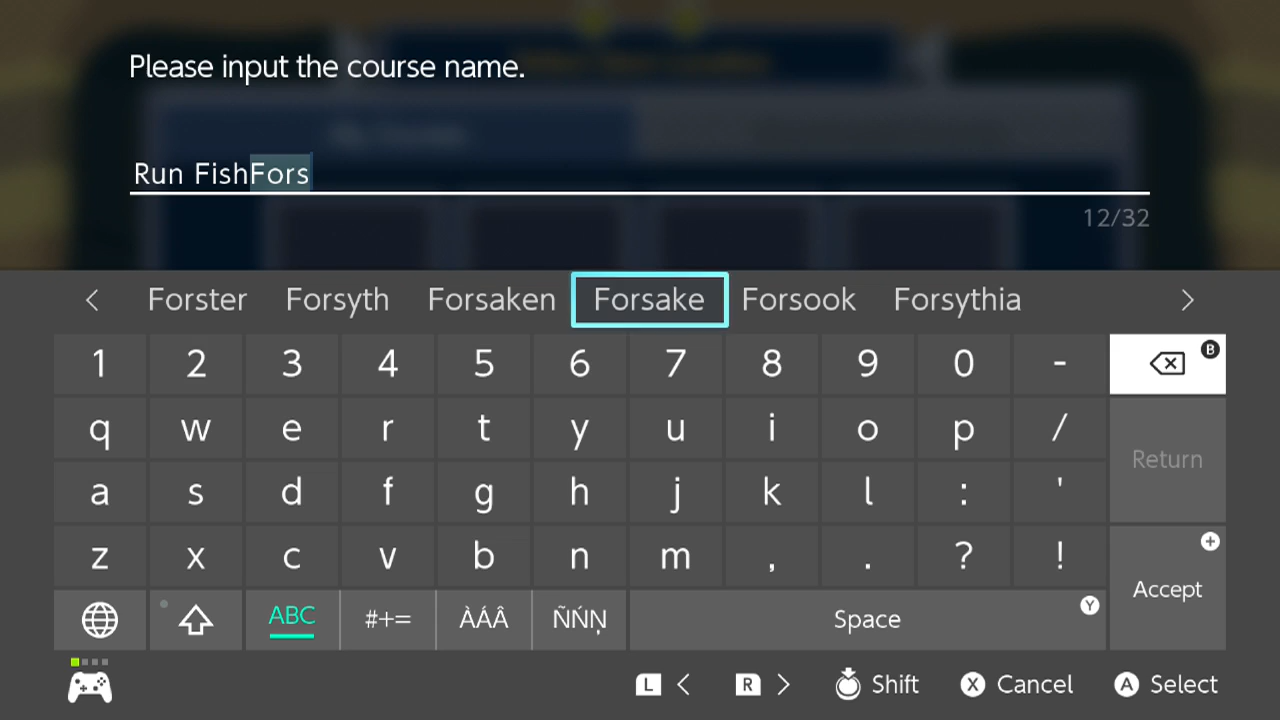 Please input the course name.
Run FishFors
12/32
Forster Forsyth Forsaken Forsake Forsook Forsythia
1 2 3 4 5 6 7 8 9 0 - B
q w e r t y u i o p / Return
a s d f g h j k l : '
z x c v b n m , . ? ! + Accept
ABC #+= ÀÁÂ ÑŃŅ Space Y
L R Shift X Cancel A Select